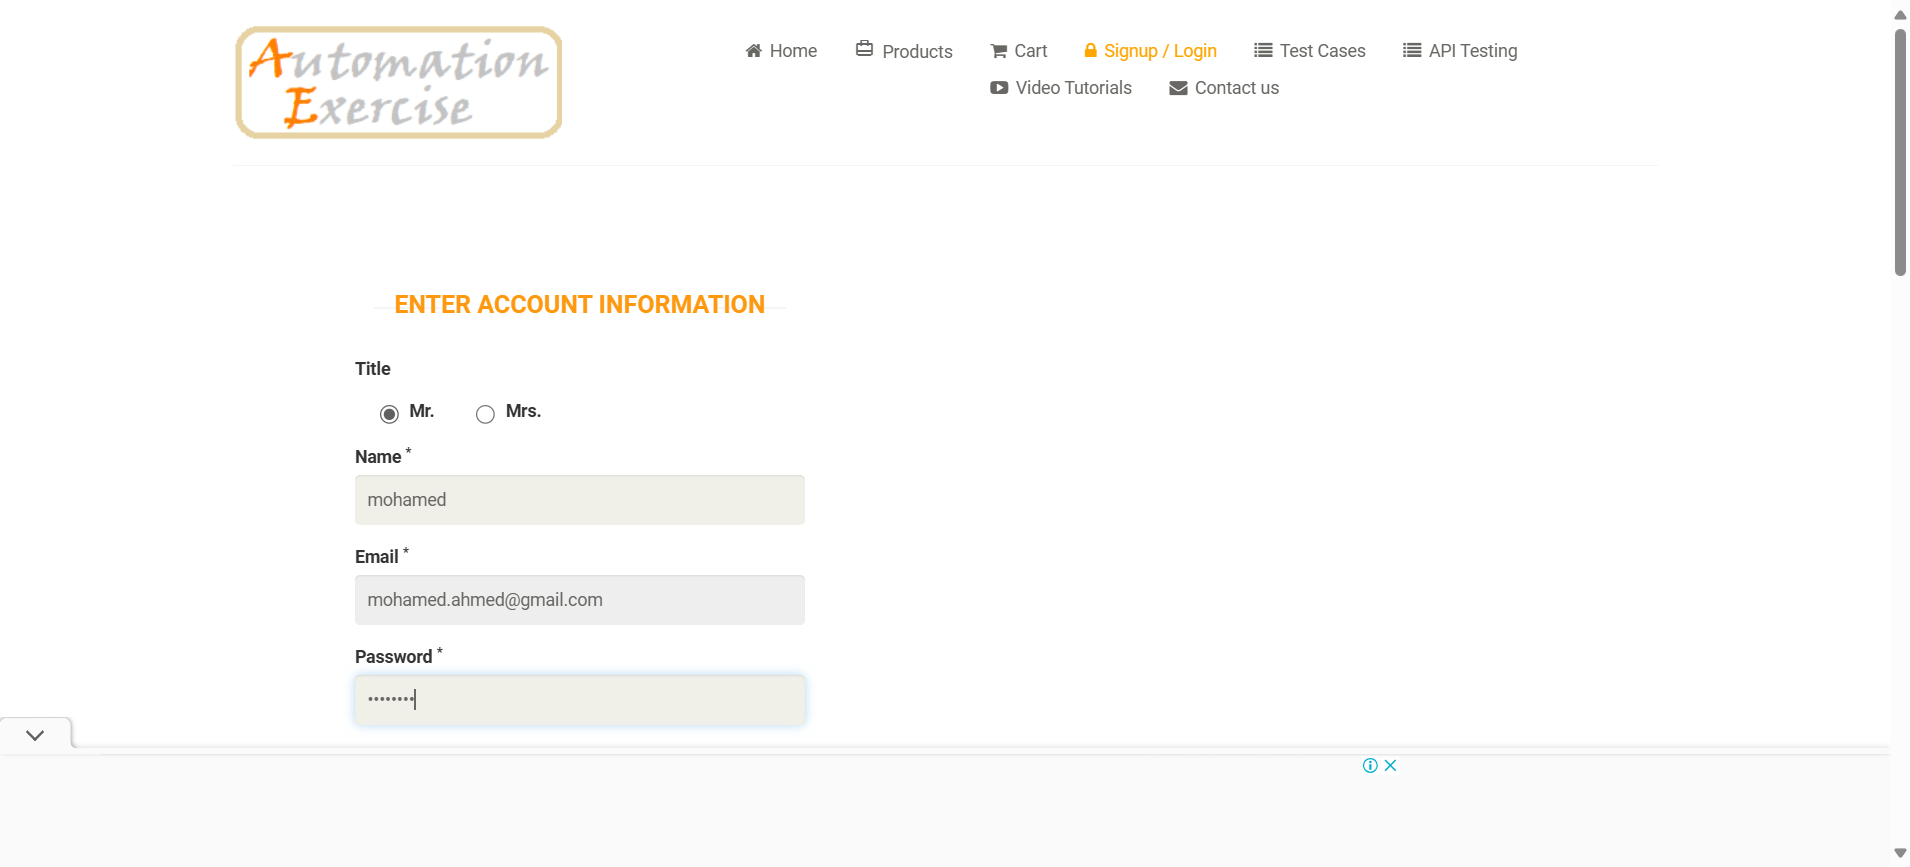 Automation
Exercise
Home Products Cart Signup / Login Test Cases API Testing
Video Tutorials Contact us
ENTER ACCOUNT INFORMATION
Title
Mr. Mrs.
Name *
mohamed
Email *
mohamed.ahmed@gmail.com
Password *
••••••••